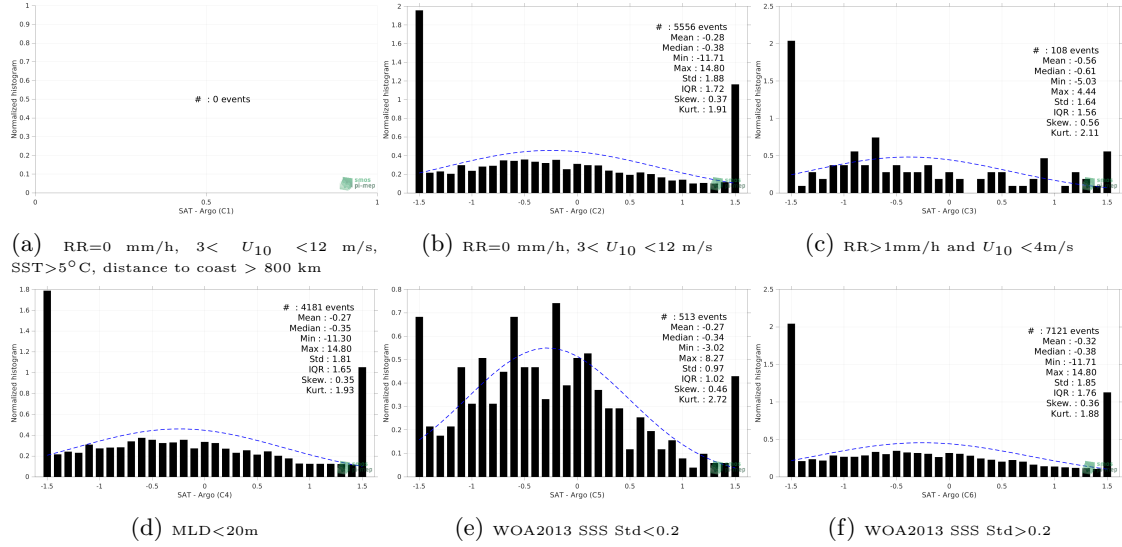 Normalized histogram
1
0.9
0.8
0.7
0.6
0.5
0.4
0.3
0.2
0.1
0
# : 0 events
smos
pi-mep
0 0.5 1
SAT - Argo (C1)
(a) RR=0 mm/h, 3< U10 <12 m/s,
SST>5°C, distance to coast > 800 km
Normalized histogram
2
1.8
1.6
1.4
1.2
1
0.8
0.6
0.4
0.2
0
# : 5556 events
Mean : -0.28
Median : -0.38
Min : -11.71
Max : 14.80
Std : 1.88
IQR : 1.72
Skew. : 0.37
Kurt. : 1.91
-1.5 -1 -0.5 0 0.5 1 1.5
SAT - Argo (C2)
(b) RR=0 mm/h, 3< U10 <12 m/s
Normalized histogram
2.5
2
1.5
1
0.5
0
# : 108 events
Mean : -0.56
Median : -0.61
Min : -5.03
Max : 4.44
Std : 1.64
IQR : 1.56
Skew. : 0.56
Kurt. : 2.11
-1.5 -1 -0.5 0 0.5 1 1.5
SAT - Argo (C3)
(c) RR>1mm/h and U10 <4m/s
Normalized histogram
1.8
1.6
1.4
1.2
1
0.8
0.6
0.4
0.2
0
# : 4181 events
Mean : -0.27
Median : -0.35
Min : -11.30
Max : 14.80
Std : 1.81
IQR : 1.65
Skew. : 0.35
Kurt. : 1.93
-1.5 -1 -0.5 0 0.5 1 1.5
SAT - Argo (C4)
(d) MLD<20m
Normalized histogram
0.8
0.7
0.6
0.5
0.4
0.3
0.2
0.1
0
# : 513 events
Mean : -0.27
Median : -0.34
Min : -3.02
Max : 8.27
Std : 0.97
IQR : 1.02
Skew. : 0.46
Kurt. : 2.72
-1.5 -1 -0.5 0 0.5 1 1.5
SAT - Argo (C5)
(e) WOA2013 SSS Std<0.2
Normalized histogram
2.5
2
1.5
1
0.5
0
# : 7121 events
Mean : -0.32
Median : -0.38
Min : -11.71
Max : 14.80
Std : 1.85
IQR : 1.76
Skew. : 0.36
Kurt. : 1.88
-1.5 -1 -0.5 0 0.5 1 1.5
SAT - Argo (C6)
(f) WOA2013 SSS Std>0.2